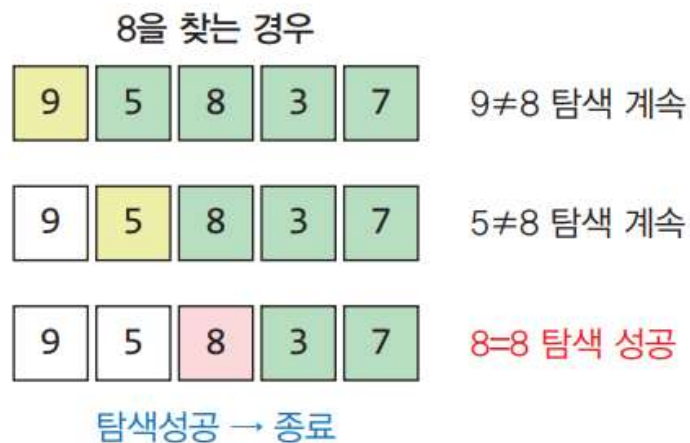 8을 찾는 경우
9 5 8 3 7 9≠8 탐색 계속
9 5 8 3 7 5≠8 탐색 계속
9 5 8 3 7 8=8 탐색 성공
탐색성공 → 종료